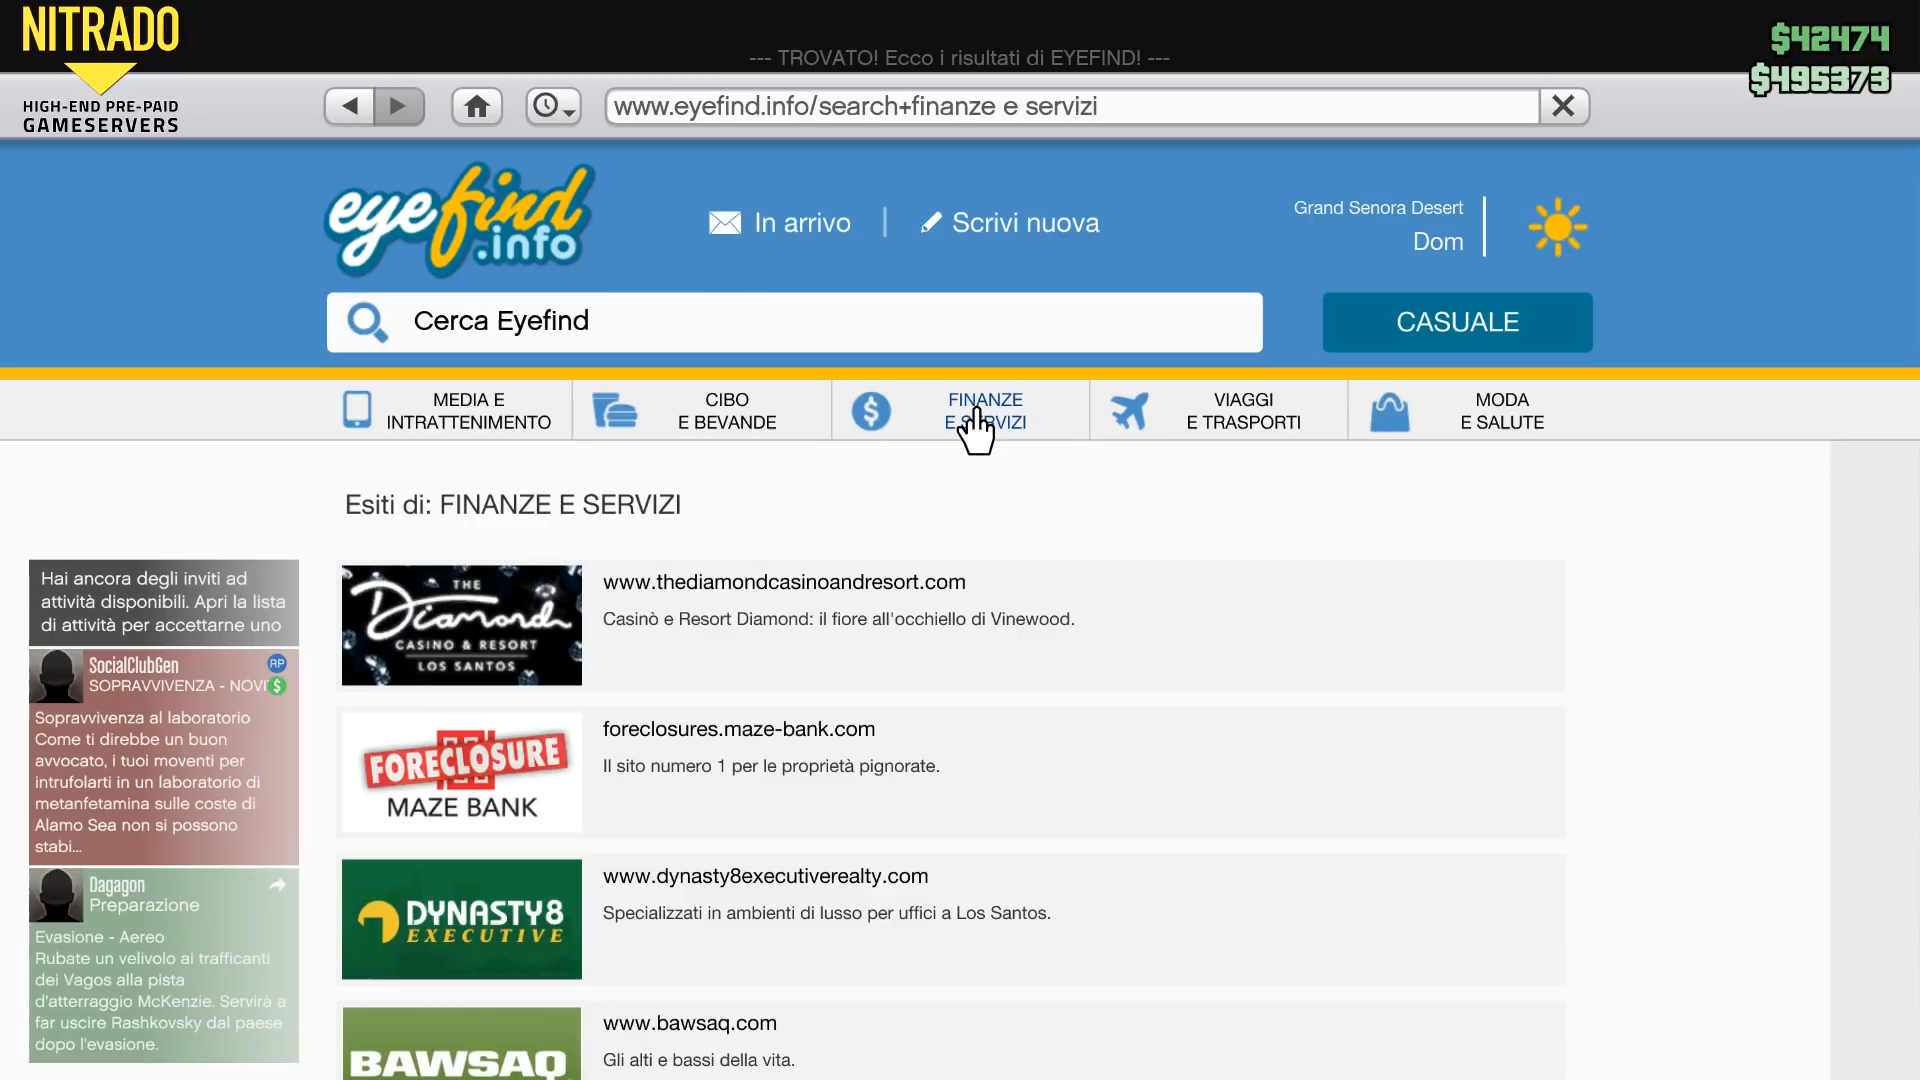 NITRADO
HIGH-END PRE-PAID
GAMESERVERS
--- TROVATO! Ecco i risultati di EYEFIND! ---
$42474
$495373
www.eyefind.info/search+finanze e servizi
eyefind
.info
In arrivo
Scrivi nuova
Grand Senora Desert
Dom
Cerca Eyefind
CASUALE
MEDIA E
INTRATTENIMENTO
CIBO
E BEVANDE
FINANZE
E SERVIZI
VIAGGI
E TRASPORTI
MODA
E SALUTE
Esiti di: FINANZE E SERVIZI
Hai ancora degli inviti ad
attività disponibili. Apri la lista
di attività per accettarne uno
SocialClubGen
RP
SOPRAVVIVENZA - NOVI
$
Sopravvivenza al laboratorio
Come ti direbbe un buon
avvocato, i tuoi moventi per
intrufolarti in un laboratorio di
metanfetamina sulle coste di
Alamo Sea non si possono
stabi...
Dagagon
Preparazione
Evasione - Aereo
Rubate un velivolo ai trafficanti
dei Vagos alla pista
d'atterraggio McKenzie. Servirà a
far uscire Rashkovsky dal paese
dopo l'evasione.
THE
Diamond
CASINO & RESORT
LOS SANTOS
www.thediamondcasinoandresort.com
Casinò e Resort Diamond: il fiore all'occhiello di Vinewood.
FORECLOSURE
MAZE BANK
foreclosures.maze-bank.com
Il sito numero 1 per le proprietà pignorate.
DYNASTY8
EXECUTIVE
www.dynasty8executiverealty.com
Specializzati in ambienti di lusso per uffici a Los Santos.
BAWSAQ
www.bawsaq.com
Gli alti e bassi della vita.